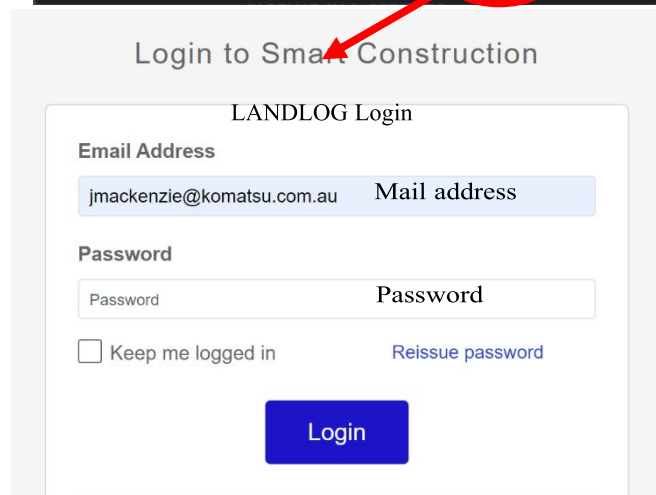 Login to Smart Construction
LANDLOG Login
Email Address
jmackenzie@komatsu.com.au Mail address
Password
Password Password
Keep me logged in Reissue password
Login